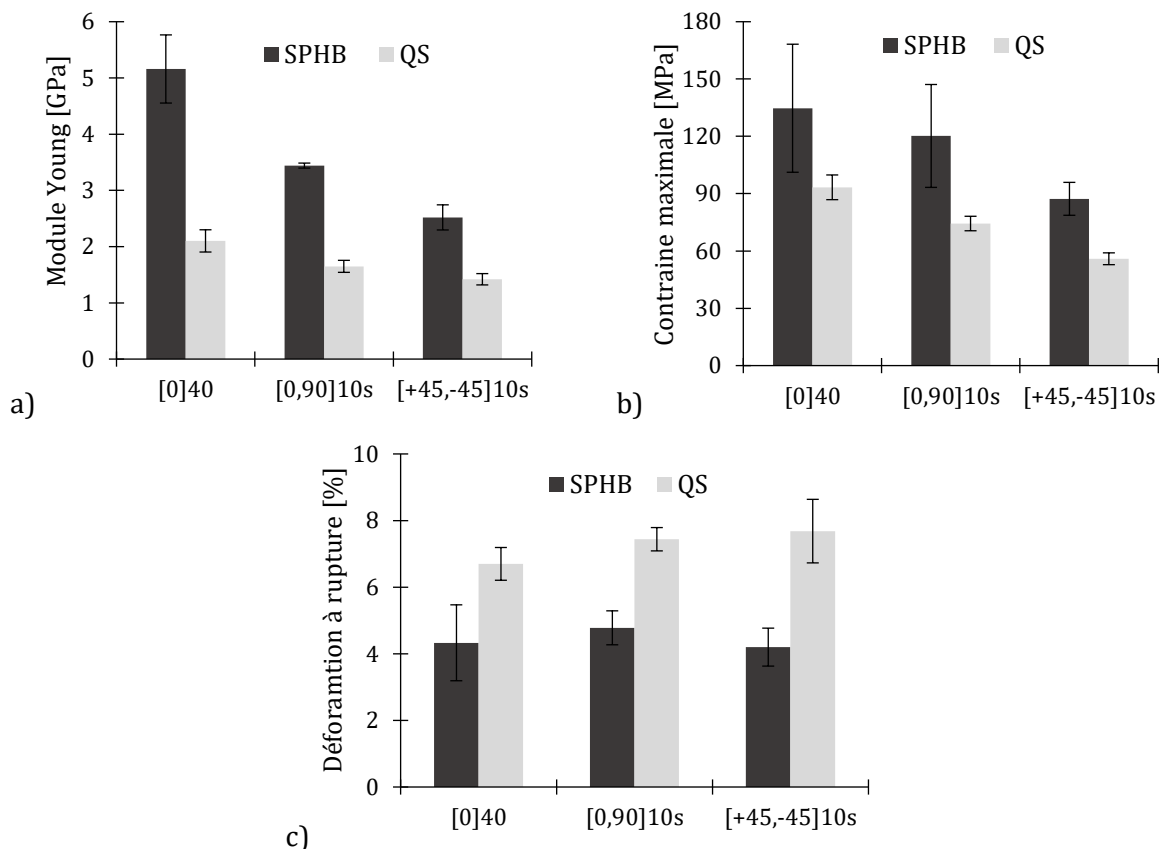 Module Young [GPa]
6
5
4
3
2
1
0
SPHB QS
[0]40 [0,90]10s [+45,-45]10s
a)
Contraine maximale [MPa]
180
150
120
90
60
30
0
SPHB QS
[0]40 [0,90]10s [+45,-45]10s
b)
Déforamtion à rupture [%]
10
8
6
4
2
0
SPHB QS
[0]40 [0,90]10s [+45,-45]10s
c)